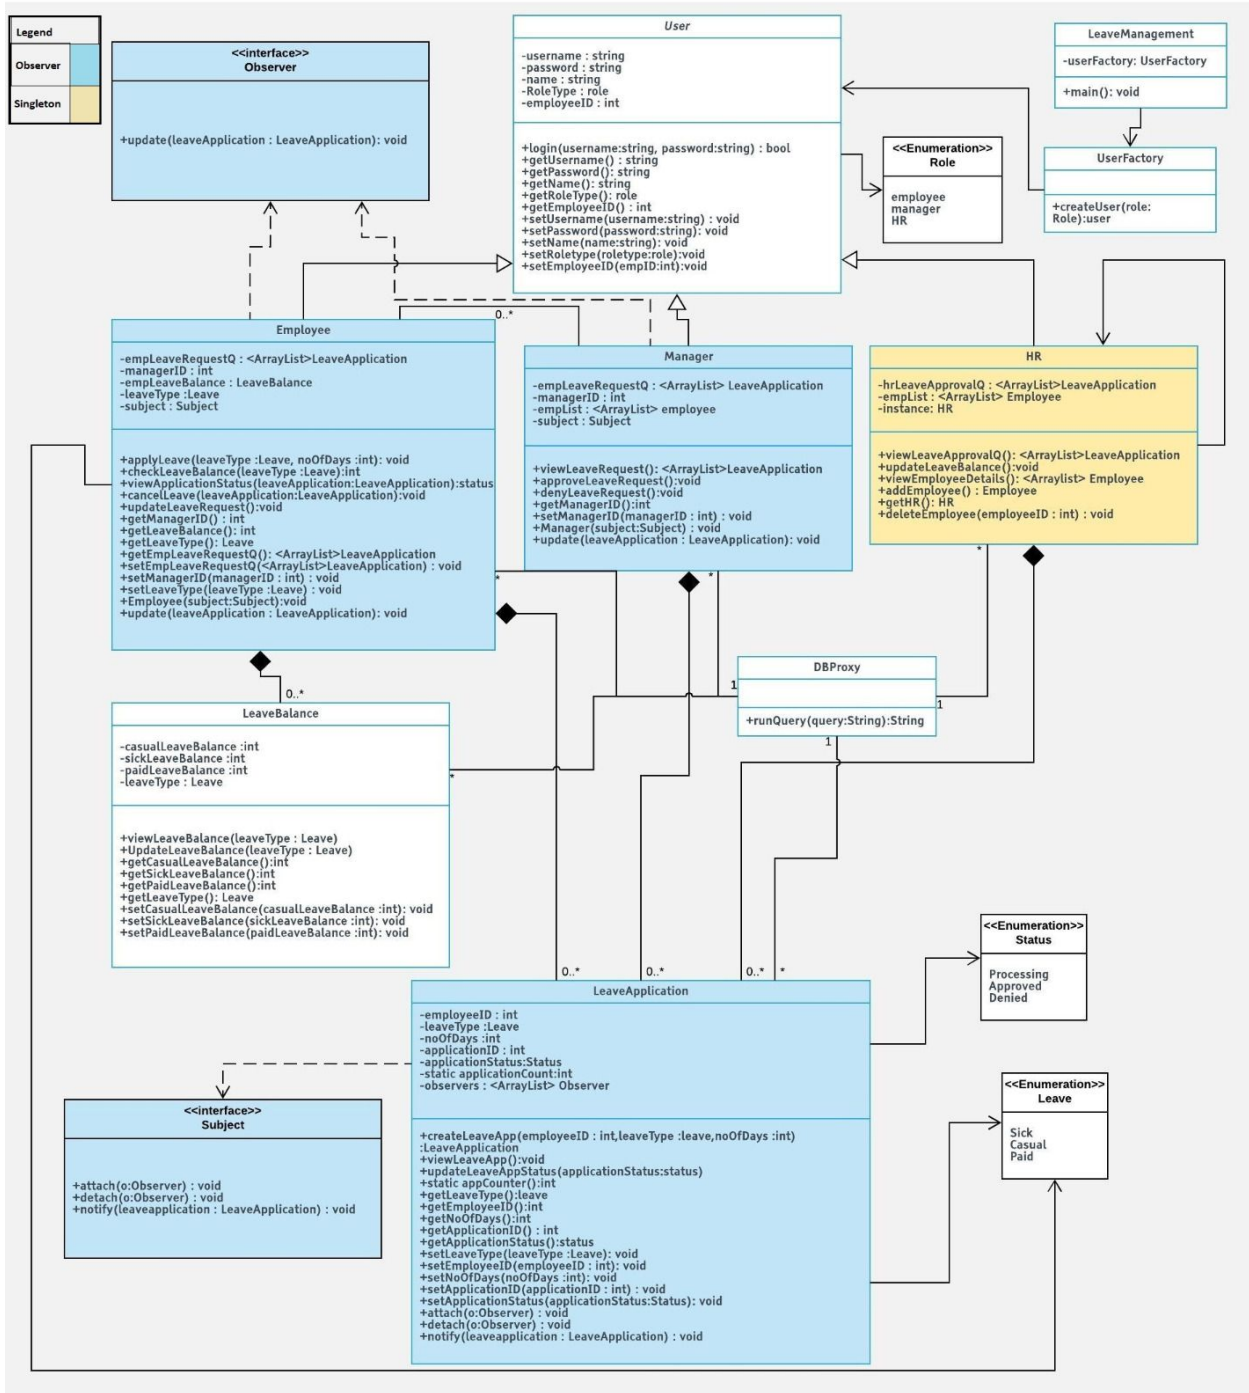 Legend
Observer
Singleton
<<interface>>
Observer
+update(leaveApplication : LeaveApplication): void
User
-username : string
-password : string
-name : string
-RoleType : role
-employeeID : int
+login(username:string, password:string) : bool
+getUsername() : string
+getPassword(): string
+getName(): string
+getRoleType(): role
+getEmployeeID() : int
+setUsername(username:string) : void
+setPassword(password:string): void
+setName(name:string): void
+setRoletype(roletype:role):void
+setEmployeeID(empID:int):void
<<Enumeration>>
Role
employee
manager
HR
LeaveManagement
-userFactory: UserFactory
+main(): void
UserFactory
+createUser(role:
Role):user
0..*
Employee
-empLeaveRequestQ : <ArrayList>LeaveApplication
-managerID : int
-empLeaveBalance : LeaveBalance
-leaveType :Leave
-subject : Subject
+applyLeave(leaveType :Leave, noOfDays :int): void
+checkLeaveBalance(leaveType :Leave):int
+viewApplicationStatus(leaveApplication:LeaveApplication):status
+cancelLeave(leaveApplication:LeaveApplication):void
+updateLeaveRequest():void
+getManagerID() : int
+getLeaveBalance(): int
+getLeaveType(): Leave
+getEmpLeaveRequestQ(): <ArrayList>LeaveApplication
+setEmpLeaveRequestQ(<ArrayList>LeaveApplication) : void
+setManagerID(managerID : int) : void
+setLeaveType(leaveType :Leave) : void
+Employee(subject:Subject):void
+update(leaveApplication : LeaveApplication): void
*
Manager
-empLeaveRequestQ : <ArrayList> LeaveApplication
-managerID : int
-empList : <ArrayList> employee
-subject : Subject
+viewLeaveRequest(): <ArrayList>LeaveApplication
+approveLeaveRequest():void
+denyLeaveRequest():void
+getManagerID():int
+setManagerID(managerID : int) : void
+Manager(subject:Subject) : void
+update(leaveApplication : LeaveApplication): void
*
HR
-hrLeaveApprovalQ : <ArrayList>LeaveApplication
-empList : <ArrayList> Employee
-instance: HR
+viewLeaveApprovalQ(): <ArrayList>LeaveApplication
+updateLeaveBalance():void
+viewEmployeeDetails(): <Arraylist> Employee
+addEmployee() : Employee
+getHR(): HR
+deleteEmployee(employeeID : int) : void
*
DBProxy
+runQuery(query:String):String
1
1
1
0..*
LeaveBalance
-casualLeaveBalance :int
-sickLeaveBalance :int
-paidLeaveBalance :int
-leaveType : Leave
+viewLeaveBalance(leaveType : Leave)
+UpdateLeaveBalance(leaveType : Leave)
+getCasualLeaveBalance():int
+getSickLeaveBalance():int
+getPaidLeaveBalance():int
+getLeaveType(): Leave
+setCasualLeaveBalance(casualLeaveBalance :int): void
+setSickLeaveBalance(sickLeaveBalance :int): void
+setPaidLeaveBalance(paidLeaveBalance :int): void
*
0..*
0..*
0..*
*
LeaveApplication
-employeeID : int
-leaveType :Leave
-noOfDays :int
-applicationID : int
-applicationStatus:Status
-static applicationCount:int
-observers : <ArrayList> Observer
+createLeaveApp(employeeID : int,leaveType :leave,noOfDays :int)
:LeaveApplication
+viewLeaveApp():void
+updateLeaveAppStatus(applicationStatus:status)
+static appCounter():int
+getLeaveType():leave
+getEmployeeID():int
+getNoOfDays():int
+getApplicationID() : int
+getApplicationStatus():status
+setLeaveType(leaveType :Leave): void
+setEmployeeID(employeeID : int): void
+setNoOfDays(noOfDays :int): void
+setApplicationID(applicationID : int) : void
+setApplicationStatus(applicationStatus:Status): void
+attach(o:Observer) : void
+detach(o:Observer) : void
+notify(leaveapplication : LeaveApplication) : void
<<Enumeration>>
Status
Processing
Approved
Denied
<<Enumeration>>
Leave
Sick
Casual
Paid
<<interface>>
Subject
+attach(o:Observer) : void
+detach(o:Observer) : void
+notify(leaveapplication : LeaveApplication) : void